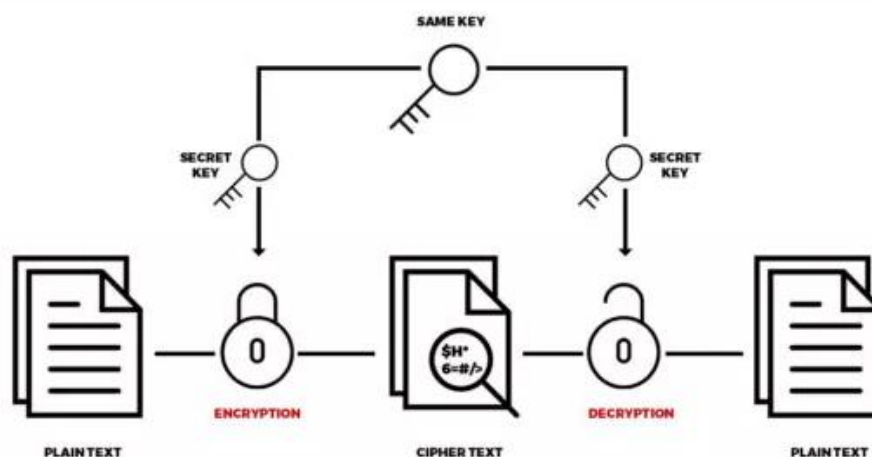 SAME KEY
SECRET
KEY
SECRET
KEY
0
$H*
6=#/>
0
ENCRYPTION
DECRYPTION
PLAIN TEXT
CIPHER TEXT
PLAIN TEXT